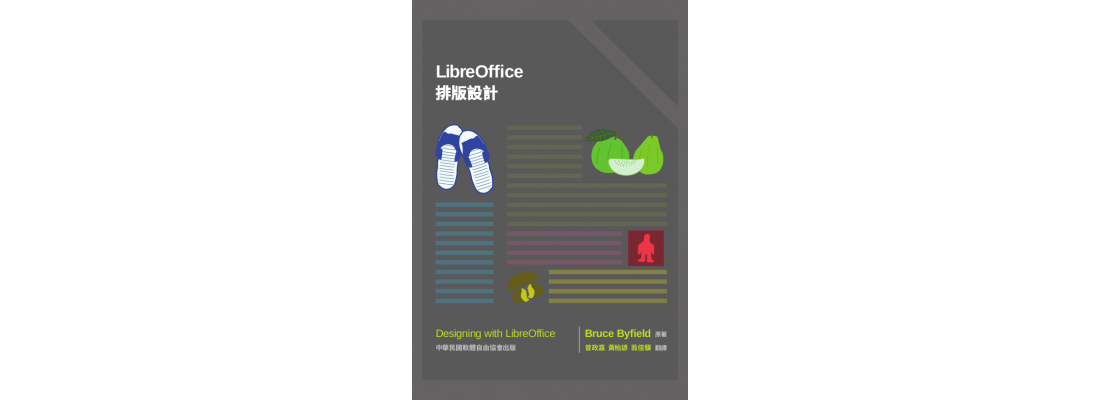 LibreOffice
排版設計
Designing with LibreOffice
中華民國軟體自由協會出版
Bruce Byfield 原著
曾政嘉 黃柏諺 翁佳驥 翻譯